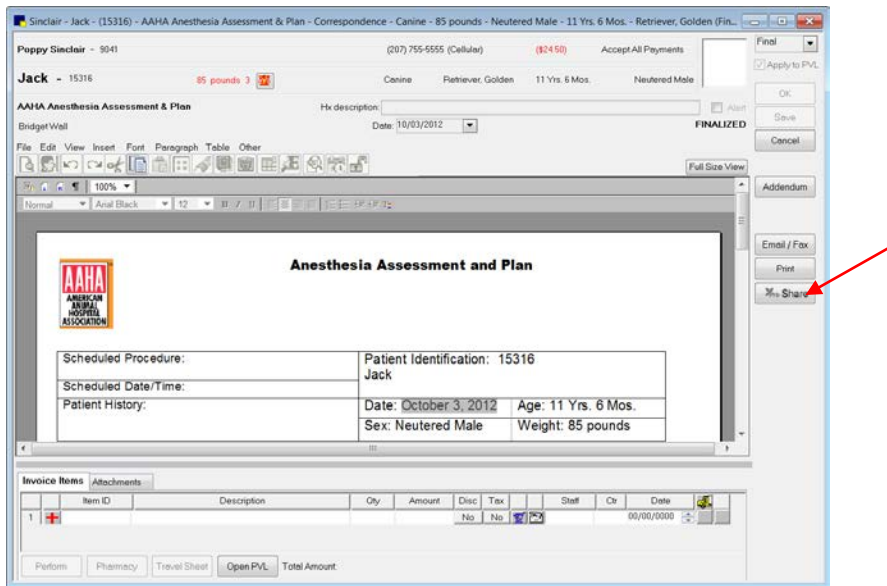 Sinclair - Jack - (15316) - AAHA Anesthesia Assessment & Plan - Correspondence - Canine - 85 pounds - Neutered Male - 11 Yrs. 6 Mos. - Retriever, Golden (Fin...
Poppy Sinclair - 9041 (207) 755-5555 (Cellular) ($24.50) Accept All Payments
Final
Apply to PVL
Jack - 15316 85 pounds 3 Canine Retriever, Golden 11 Yrs. 6 Mos. Neutered Male
OK
AAHA Anesthesia Assessment & Plan Hx description: Alert
Save
Bridget Wall Date: 10/03/2012 FINALIZED
Cancel
File Edit View Insert Font Paragraph Table Other
Full Size View
100%
Addendum
Normal Arial Black 12 B I U
Email / Fax
Print
Share
Anesthesia Assessment and Plan
AAHA
AMERICAN
ANIMAL
HOSPITAL
ASSOCIATION
Scheduled Procedure: Patient Identification: 15316
Jack
Scheduled Date/Time:
Patient History: Date: October 3, 2012 Age: 11 Yrs. 6 Mos.
Sex: Neutered Male Weight: 85 pounds
Invoice Items Attachments
Item ID Description Qty Amount Disc Tax Staff Ctr Date
1 No No 00/00/0000
Perform Pharmacy Travel Sheet Open PVL Total Amount: